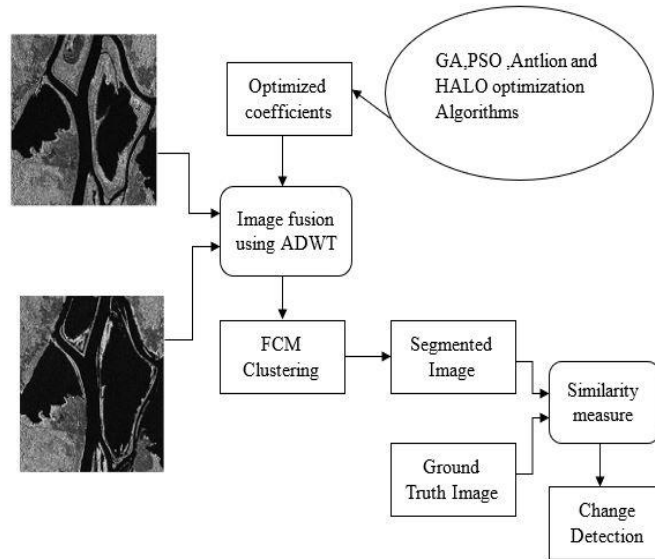 GA,PSO ,Antlion and
HALO optimization
Algorithms
Optimized
coefficients
Image fusion
using ADWT
FCM
Clustering
Segmented
Image
Similarity
measure
Ground
Truth Image
Change
Detection